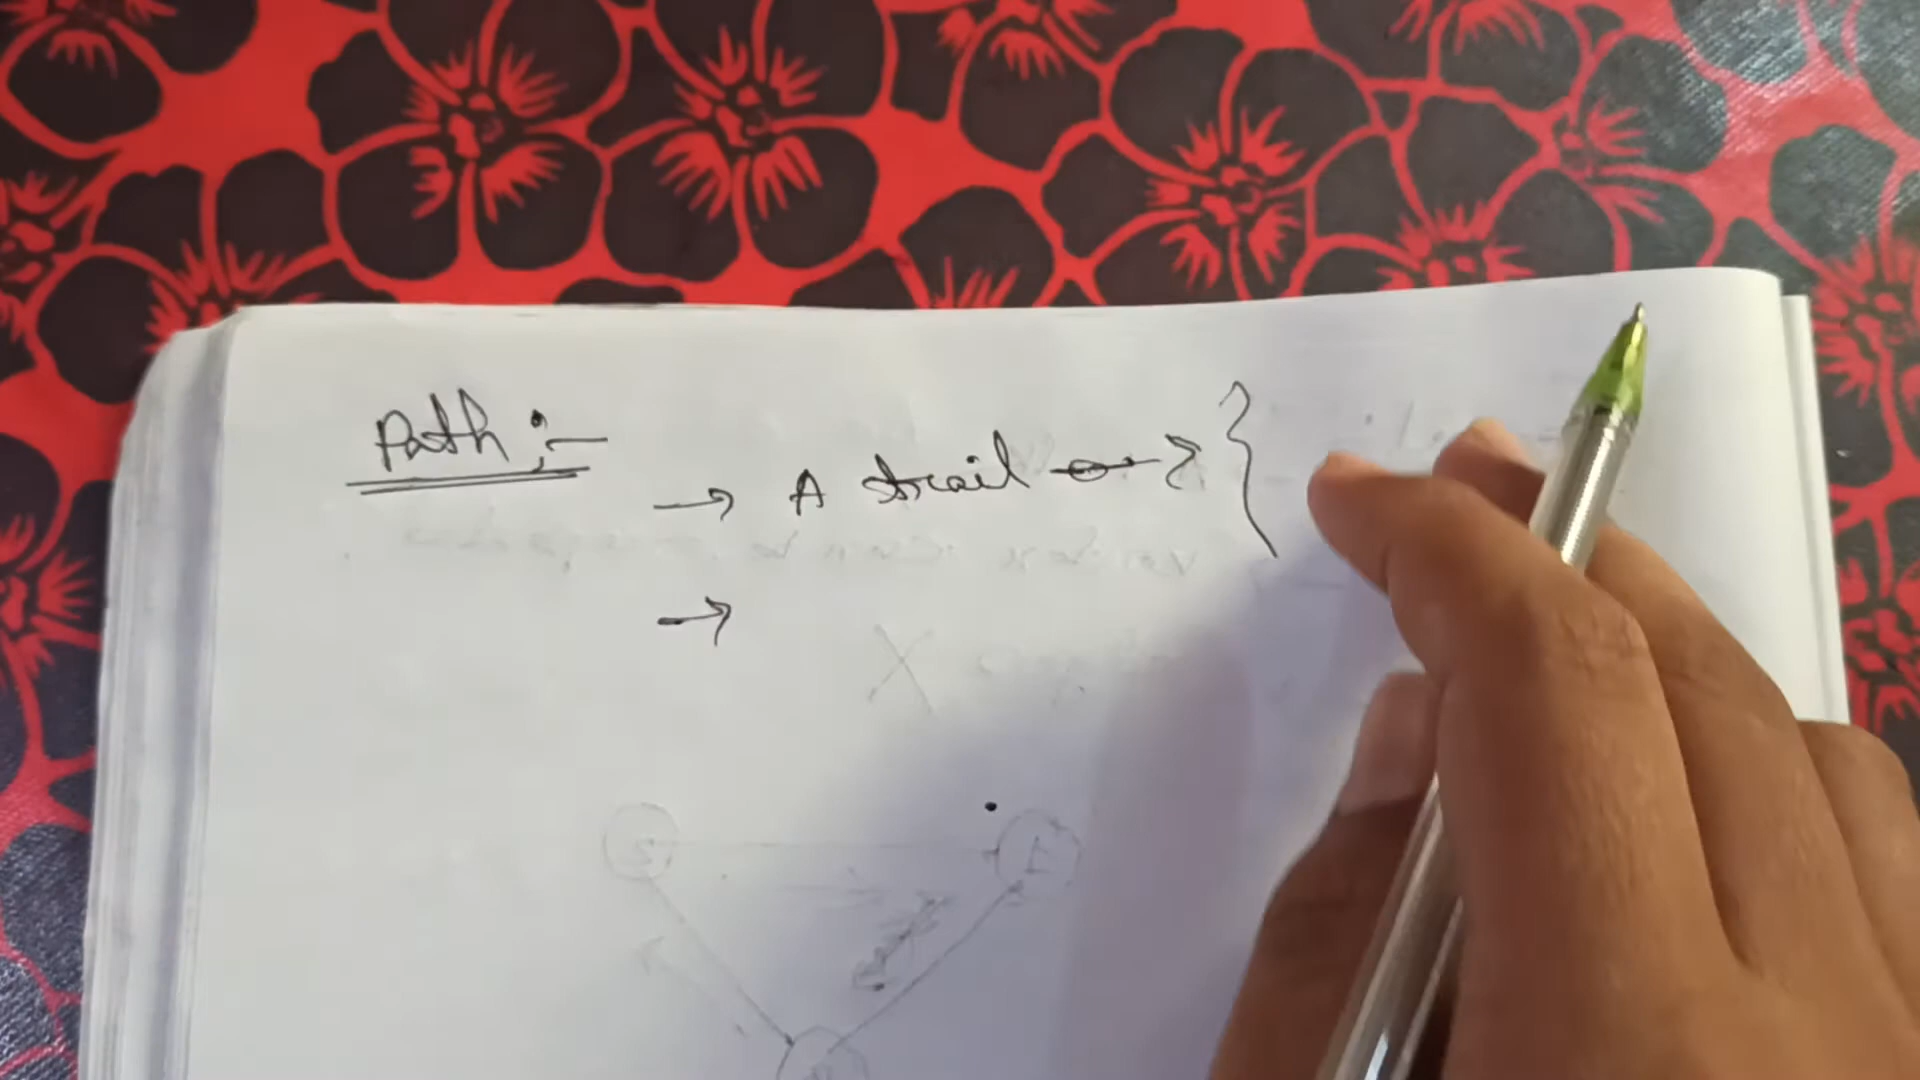 Path :-
→ A trail → {
→